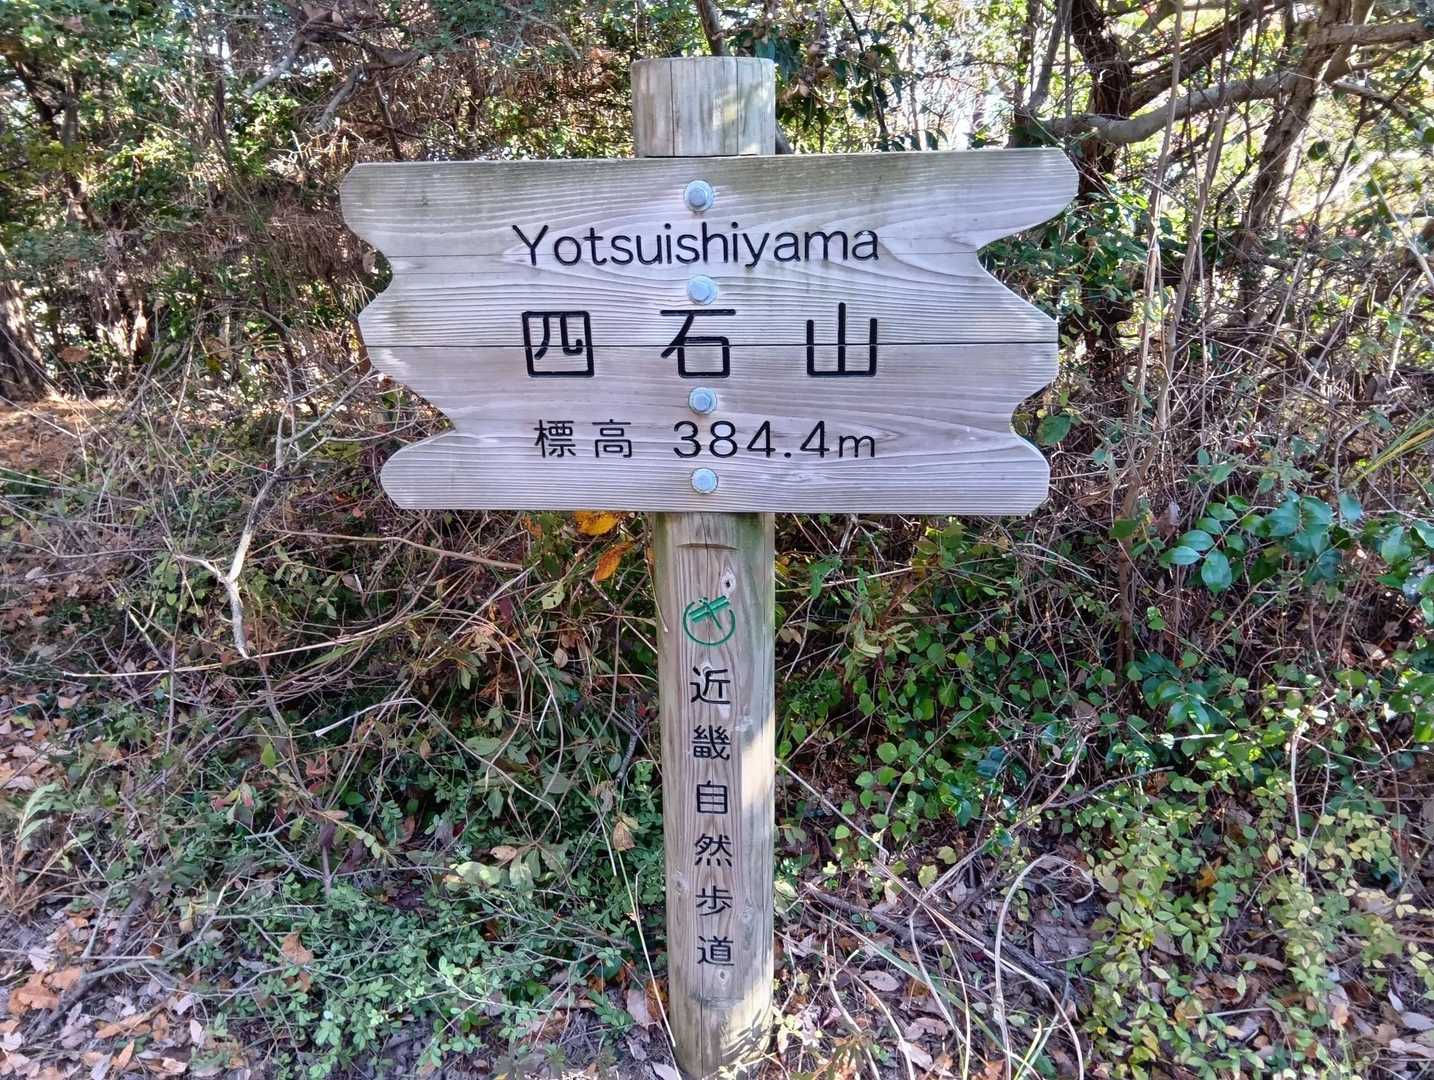 Yotsuishiyama
四石山
標高 384.4m
近畿自然歩道